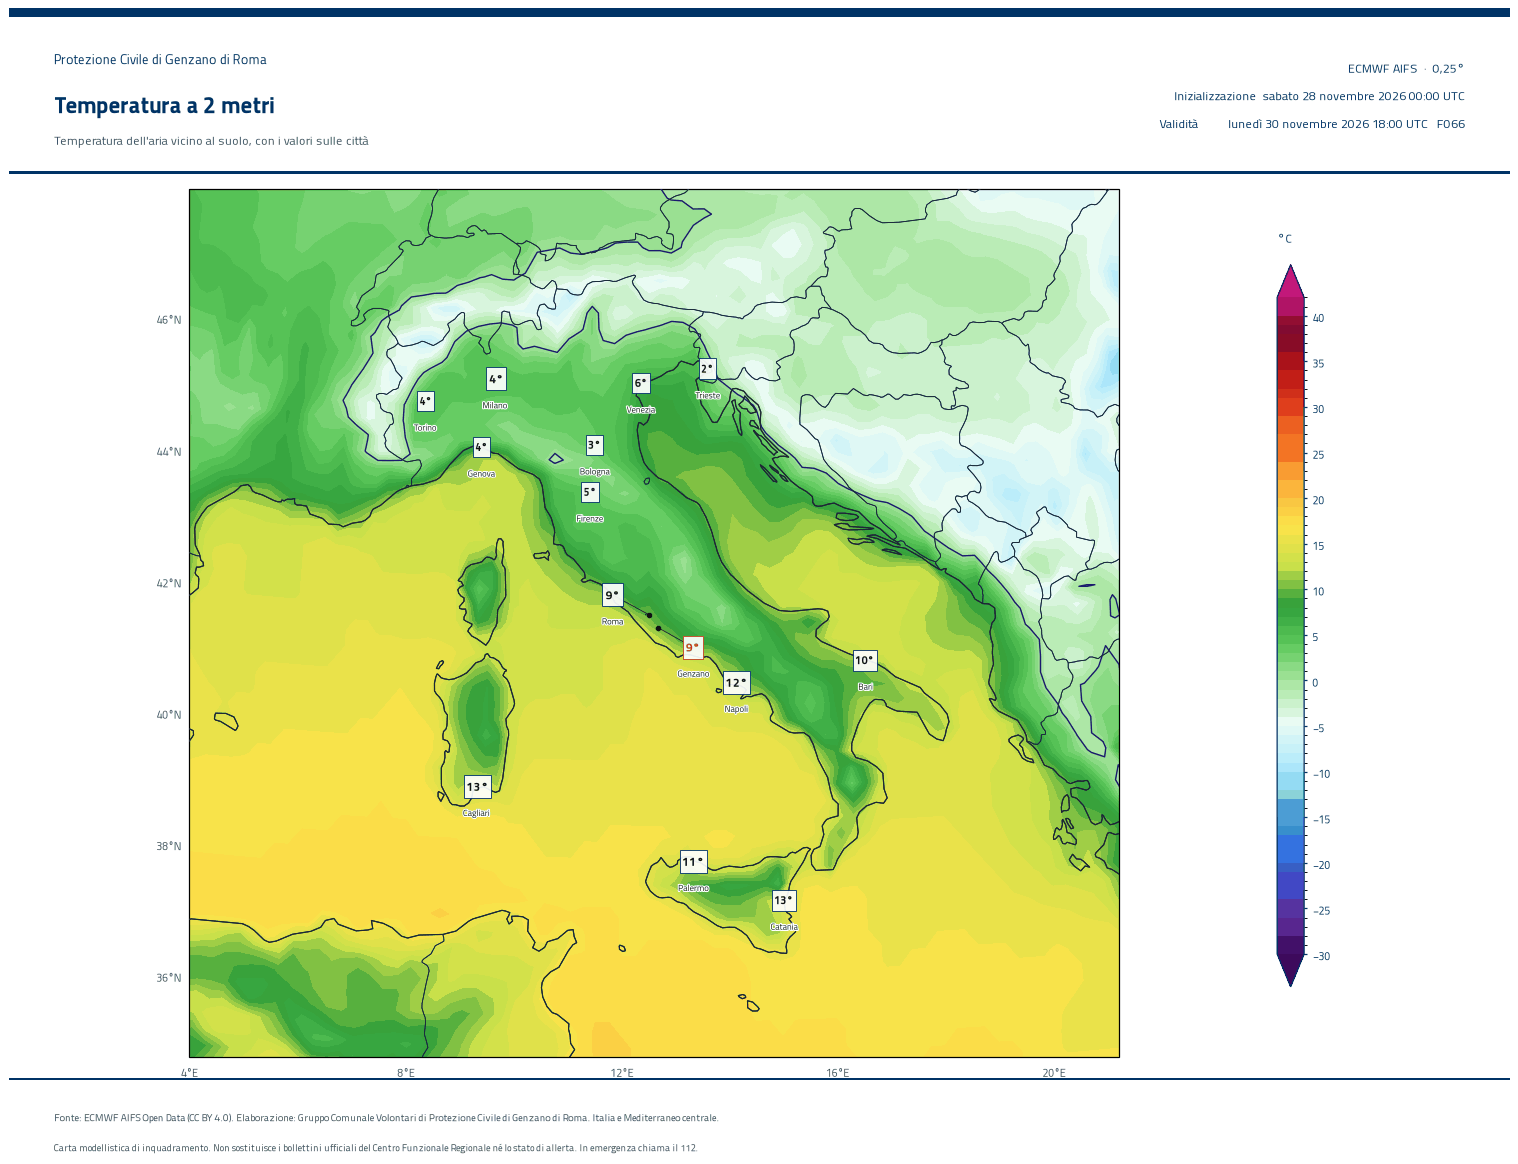 Protezione Civile di Genzano di Roma
Temperatura a 2 metri
Temperatura dell'aria vicino al suolo, con i valori sulle città
ECMWF AIFS · 0,25°
Inizializzazione sabato 28 novembre 2026 00:00 UTC
Validità lunedì 30 novembre 2026 18:00 UTC F066
°C
46°N
44°N
42°N
40°N
38°N
36°N
4°E
8°E
12°E
16°E
20°E
2°
Trieste
4°
Milano
6°
Venezia
4°
Torino
4°
Genova
3°
Bologna
5°
Firenze
9°
Roma
9°
Genzano
10°
Bari
12°
Napoli
13°
Cagliari
11°
Palermo
13°
Catania
40
35
30
25
20
15
10
5
0
−5
−10
−15
−20
−25
−30
Fonte: ECMWF AIFS Open Data (CC BY 4.0). Elaborazione: Gruppo Comunale Volontari di Protezione Civile di Genzano di Roma. Italia e Mediterraneo centrale.
Carta modellistica di inquadramento. Non sostituisce i bollettini ufficiali del Centro Funzionale Regionale né lo stato di allerta. In emergenza chiama il 112.